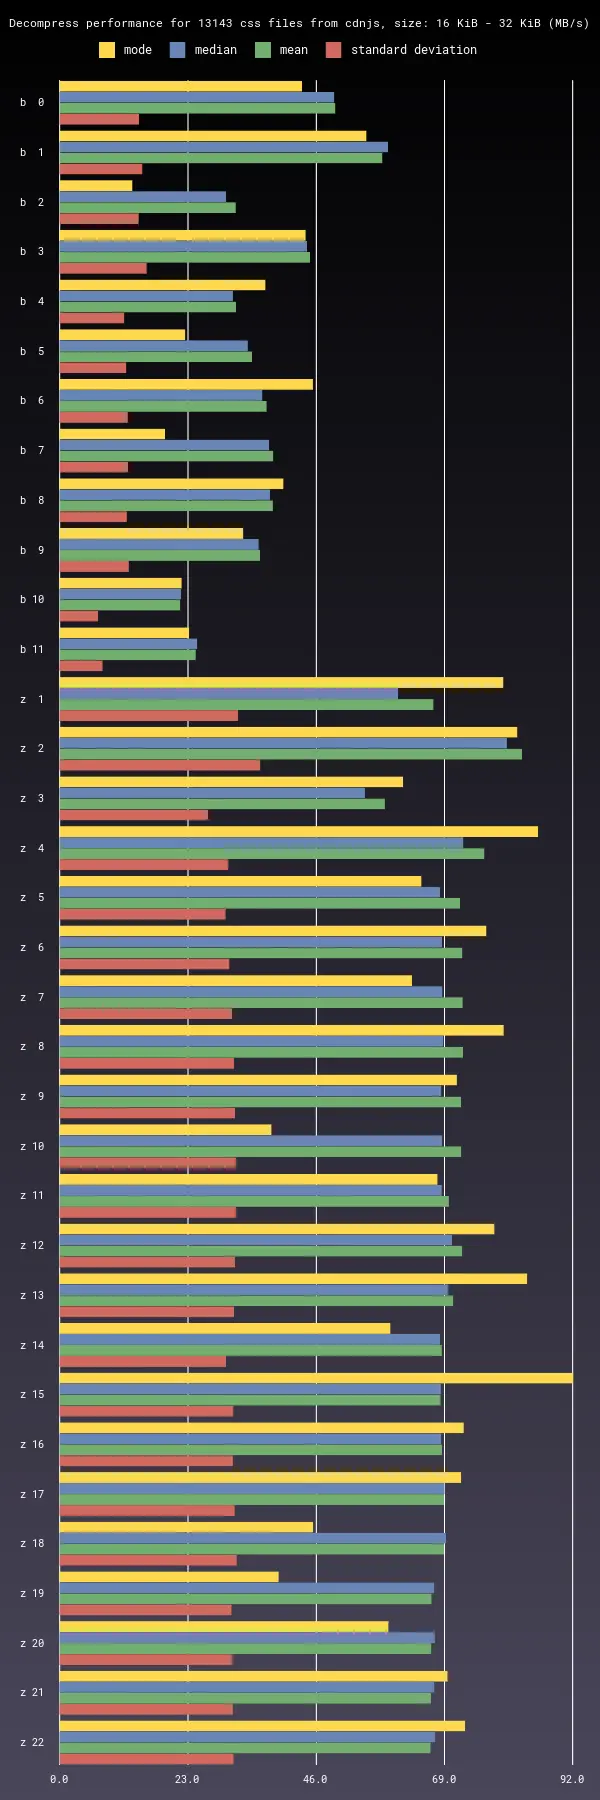 Decompress performance for 13143 css files from cdnjs, size: 16 KiB - 32 KiB (MB/s)
mode median mean standard deviation
b 0
b 1
b 2
b 3
b 4
b 5
b 6
b 7
b 8
b 9
b 10
b 11
z 1
z 2
z 3
z 4
z 5
z 6
z 7
z 8
z 9
z 10
z 11
z 12
z 13
z 14
z 15
z 16
z 17
z 18
z 19
z 20
z 21
z 22
0.0 23.0 46.0 69.0 92.0